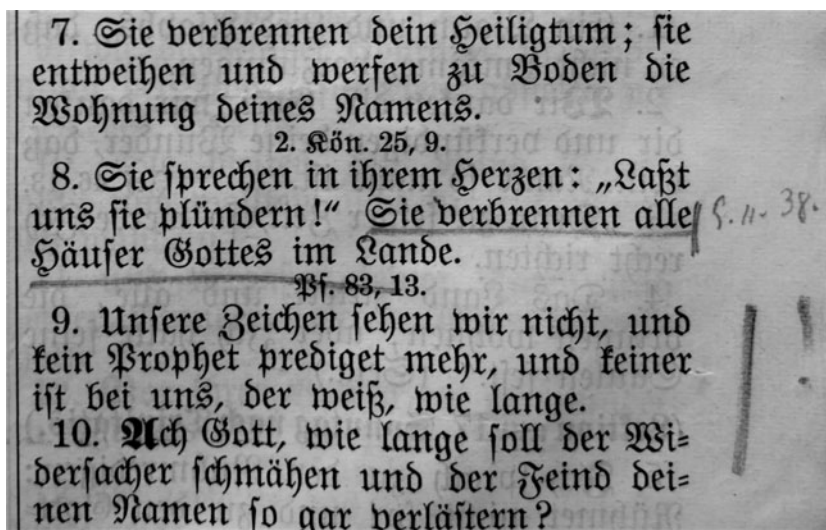 7. Sie verbrennen dein Heiligtum; sie
entweihen und werfen zu Boden die
Wohnung deines Namens.
2. Kön. 25, 9.
8. Sie sprechen in ihrem Herzen: „Laßt
uns sie plündern!“ Sie verbrennen alle
Häuser Gottes im Lande.
Ps. 83, 13.
9. Unsere Zeichen sehen wir nicht, und
kein Prophet prediget mehr, und keiner
ist bei uns, der weiß, wie lange.
10. Ach Gott, wie lange soll der Wi=
dersacher schmähen und der Feind dei=
nen Namen so gar verlästern?
11. 38.
!